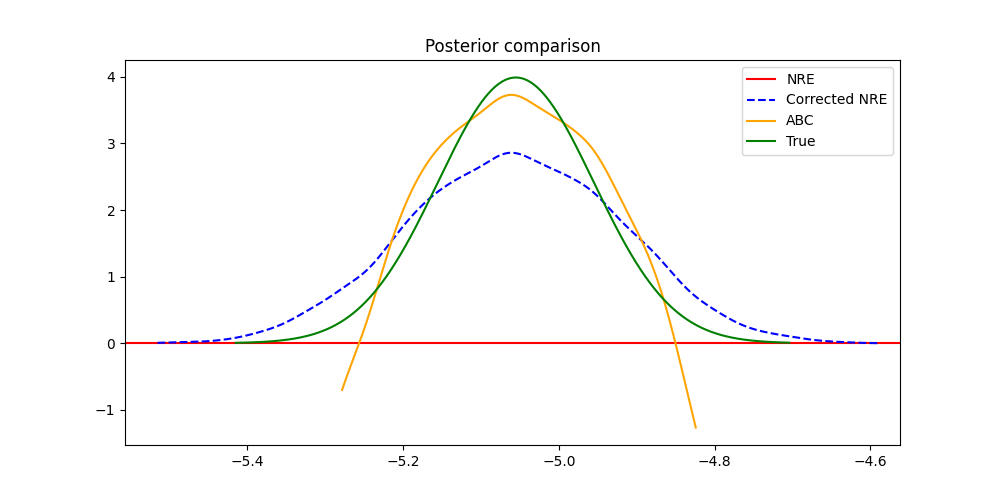 Posterior comparison
NRE
Corrected NRE
ABC
True
4
3
2
1
0
−1
−5.4
−5.2
−5.0
−4.8
−4.6